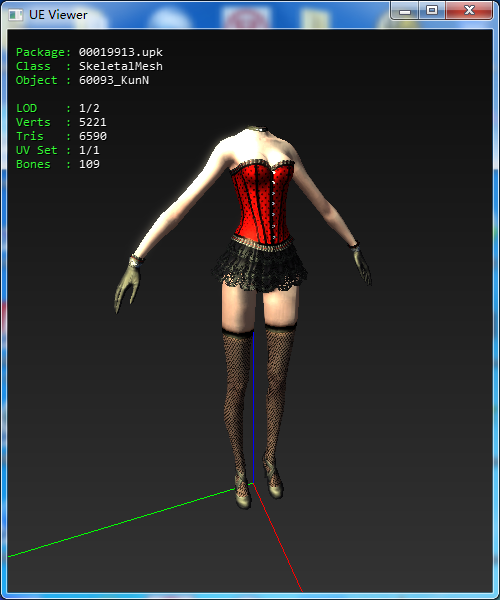 UE Viewer
Package: 00019913.upk
Class : SkeletalMesh
Object : 60093_KunN
LOD : 1/2
Verts : 5221
Tris : 6590
UV Set : 1/1
Bones : 109